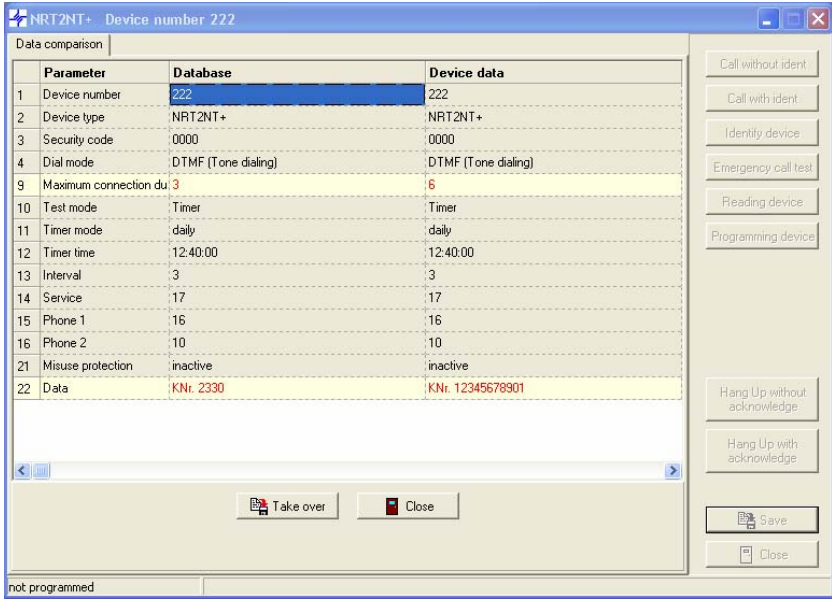 NRT2NT+ Device number 222
Data comparison
Parameter Database Device data
1 Device number 222 222
2 Device type NRT2NT+ NRT2NT+
3 Security code 0000 0000
4 Dial mode DTMF (Tone dialing) DTMF (Tone dialing)
9 Maximum connection du 3 6
10 Test mode Timer Timer
11 Timer mode daily daily
12 Timer time 12:40:00 12:40:00
13 Interval 3 3
14 Service 17 17
15 Phone 1 16 16
16 Phone 2 10 10
21 Misuse protection inactive inactive
22 Data KNr. 2330 KNr. 12345678901
Take over Close
Call without ident
Call with ident
Identify device
Emergency call test
Reading device
Programming device
Hang Up without
acknowledge
Hang Up with
acknowledge
Save
Close
not programmed